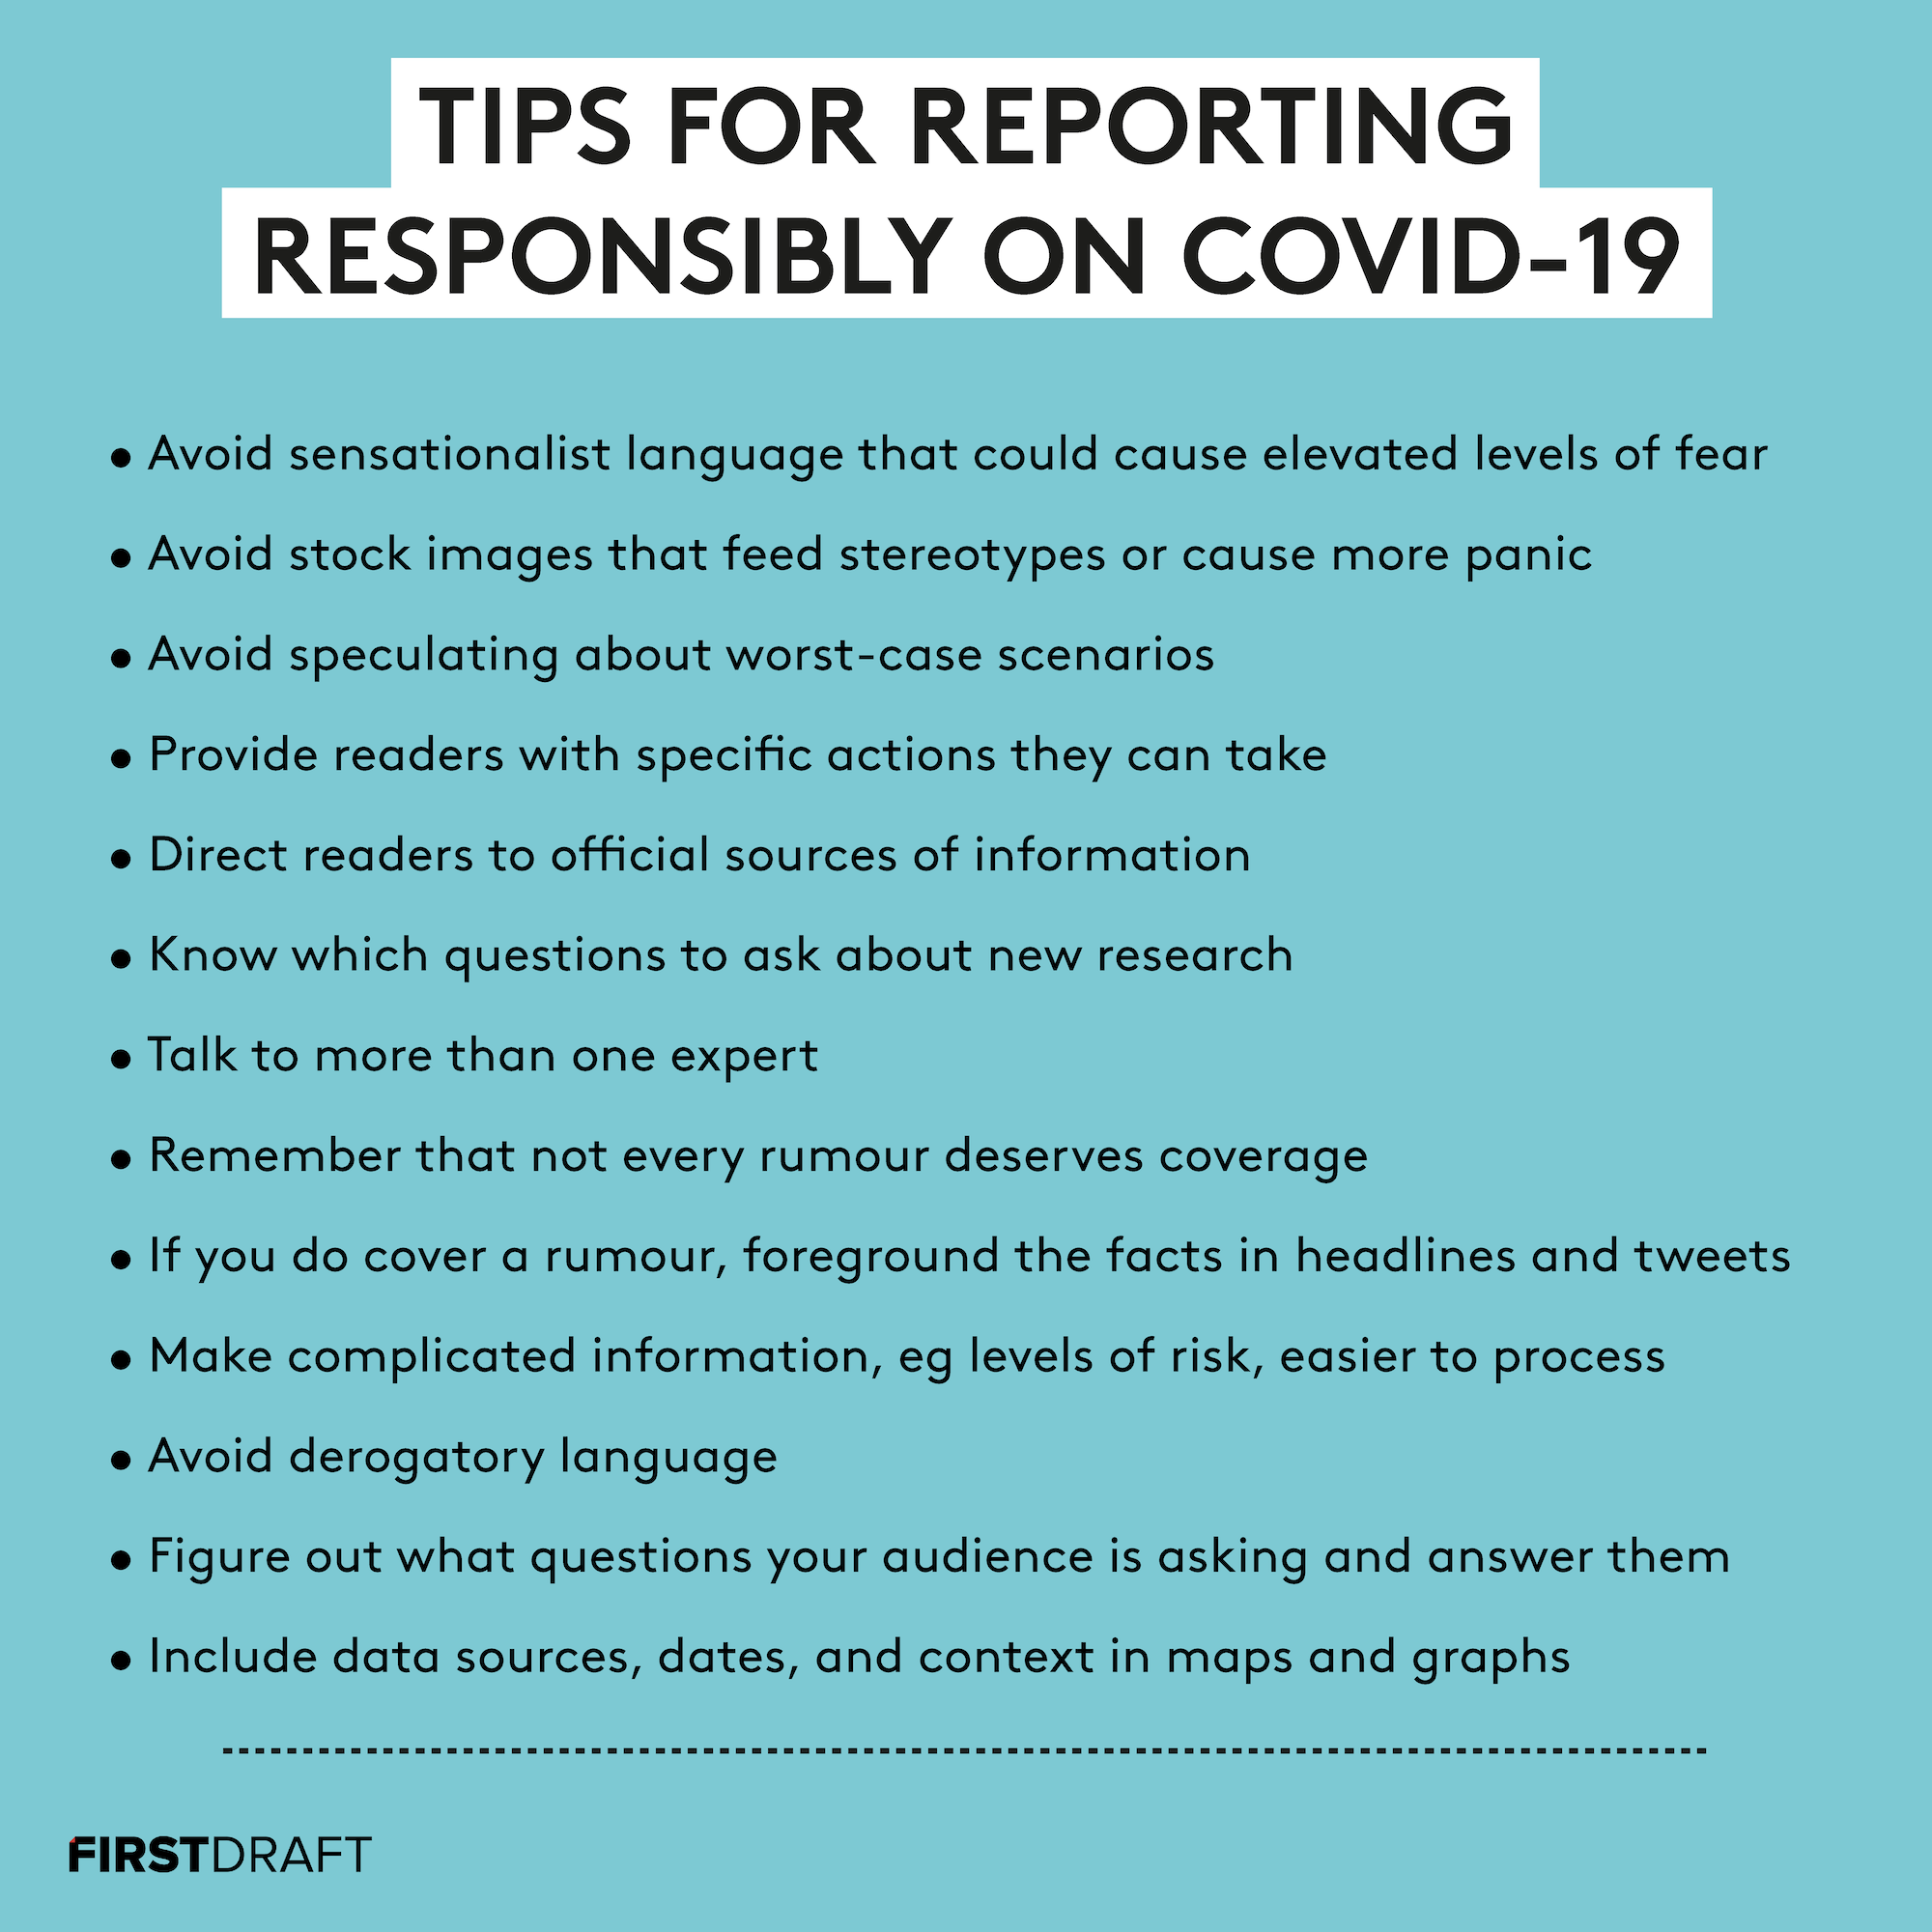 TIPS FOR REPORTING
RESPONSIBLY ON COVID-19
• Avoid sensationalist language that could cause elevated levels of fear
• Avoid stock images that feed stereotypes or cause more panic
• Avoid speculating about worst-case scenarios
• Provide readers with specific actions they can take
• Direct readers to official sources of information
• Know which questions to ask about new research
• Talk to more than one expert
• Remember that not every rumour deserves coverage
• If you do cover a rumour, foreground the facts in headlines and tweets
• Make complicated information, eg levels of risk, easier to process
• Avoid derogatory language
• Figure out what questions your audience is asking and answer them
• Include data sources, dates, and context in maps and graphs
FIRSTDRAFT